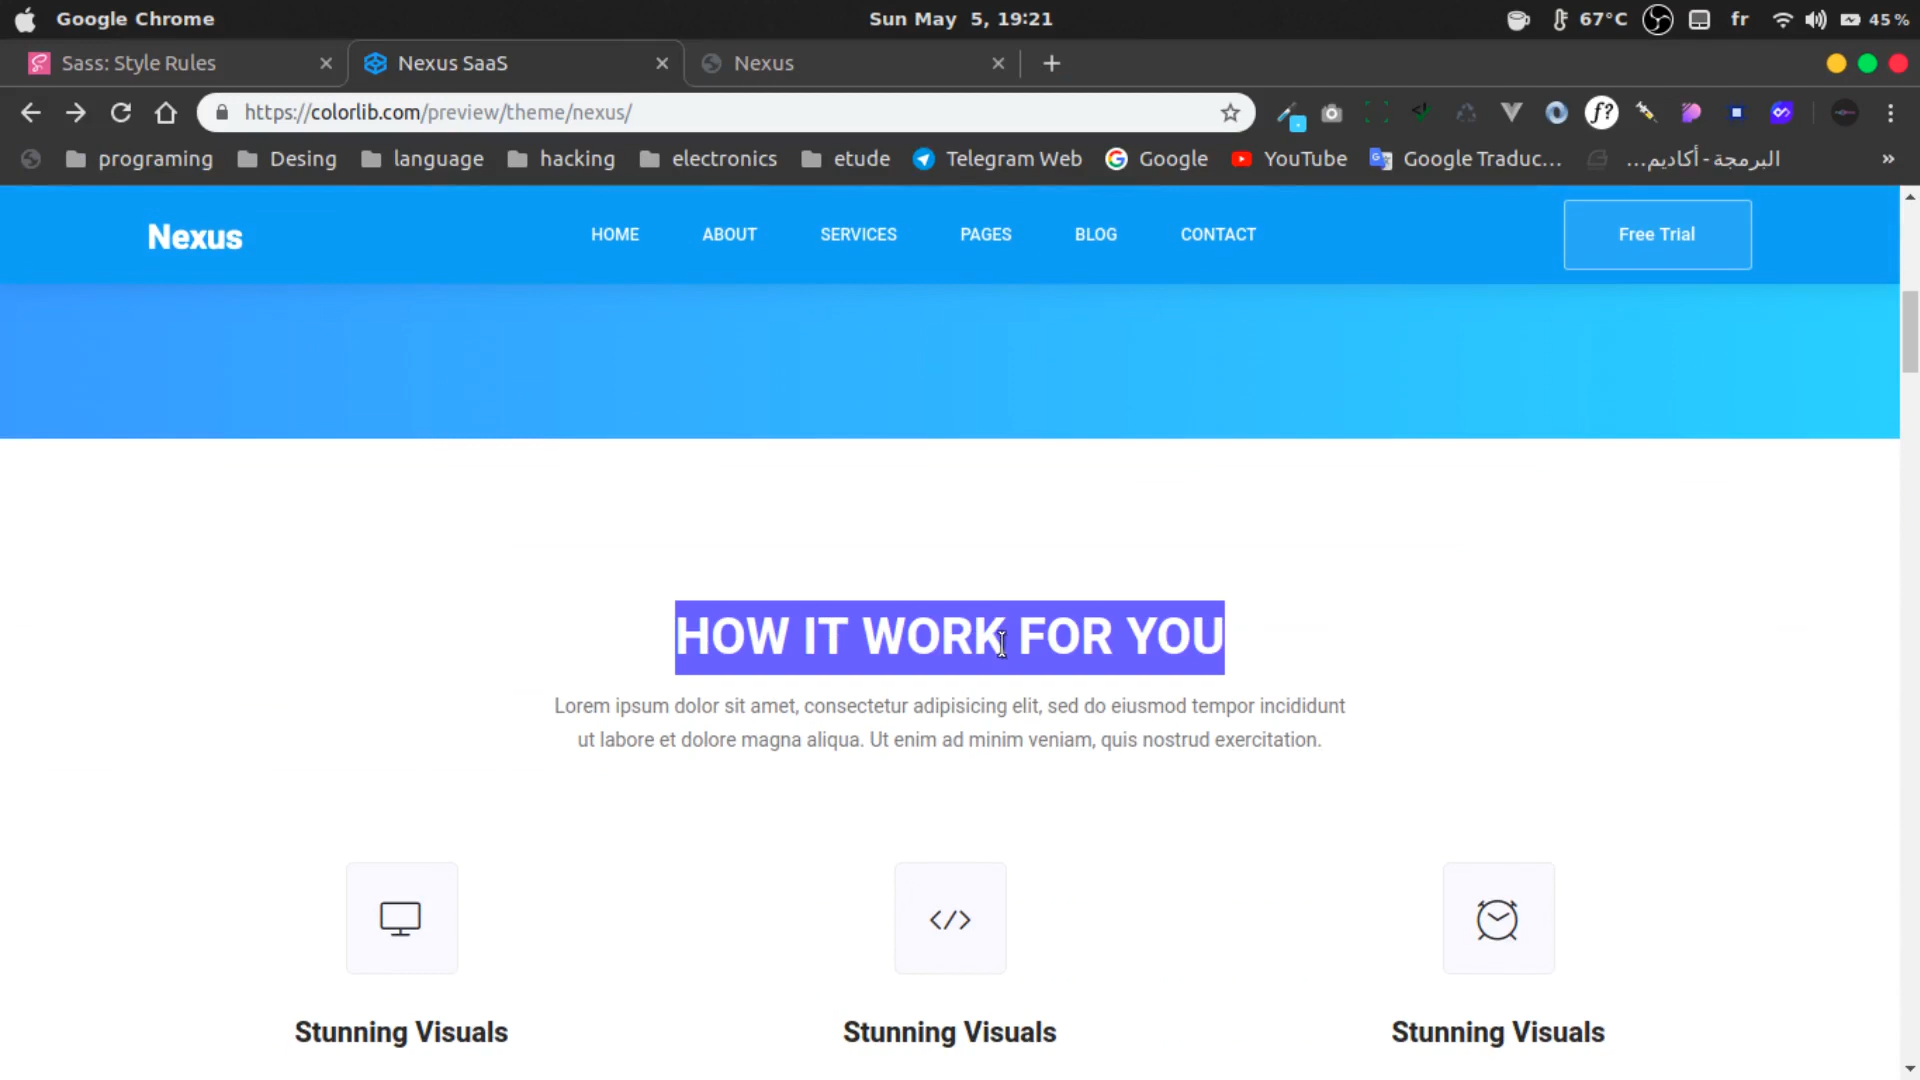 Google Chrome
Sun May 5, 19:21
67°C
fr
45 %
Sass: Style Rules
Nexus SaaS
Nexus
https://colorlib.com/preview/theme/nexus/
f?
programing
Desing
language
hacking
electronics
etude
Telegram Web
Google
YouTube
Google Traduc...
البرمجة - أكاديم...
»
Nexus
HOME
ABOUT
SERVICES
PAGES
BLOG
CONTACT
Free Trial
HOW IT WORK FOR YOU
Lorem ipsum dolor sit amet, consectetur adipisicing elit, sed do eiusmod tempor incididunt
ut labore et dolore magna aliqua. Ut enim ad minim veniam, quis nostrud exercitation.
</>
Stunning Visuals
Stunning Visuals
Stunning Visuals